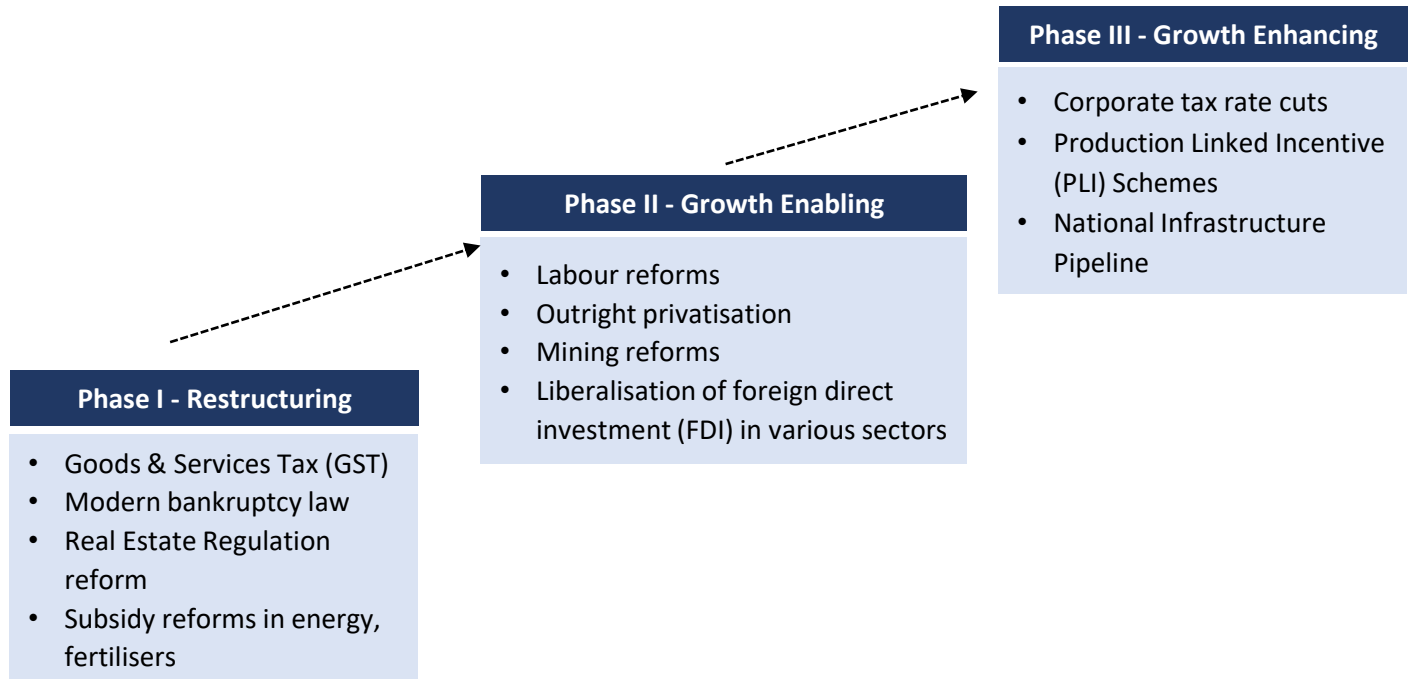 Phase III - Growth Enhancing
• Corporate tax rate cuts
• Production Linked Incentive
(PLI) Schemes
• National Infrastructure
Pipeline
Phase II - Growth Enabling
• Labour reforms
• Outright privatisation
• Mining reforms
• Liberalisation of foreign direct
investment (FDI) in various sectors
Phase I - Restructuring
• Goods & Services Tax (GST)
• Modern bankruptcy law
• Real Estate Regulation
reform
• Subsidy reforms in energy,
fertilisers